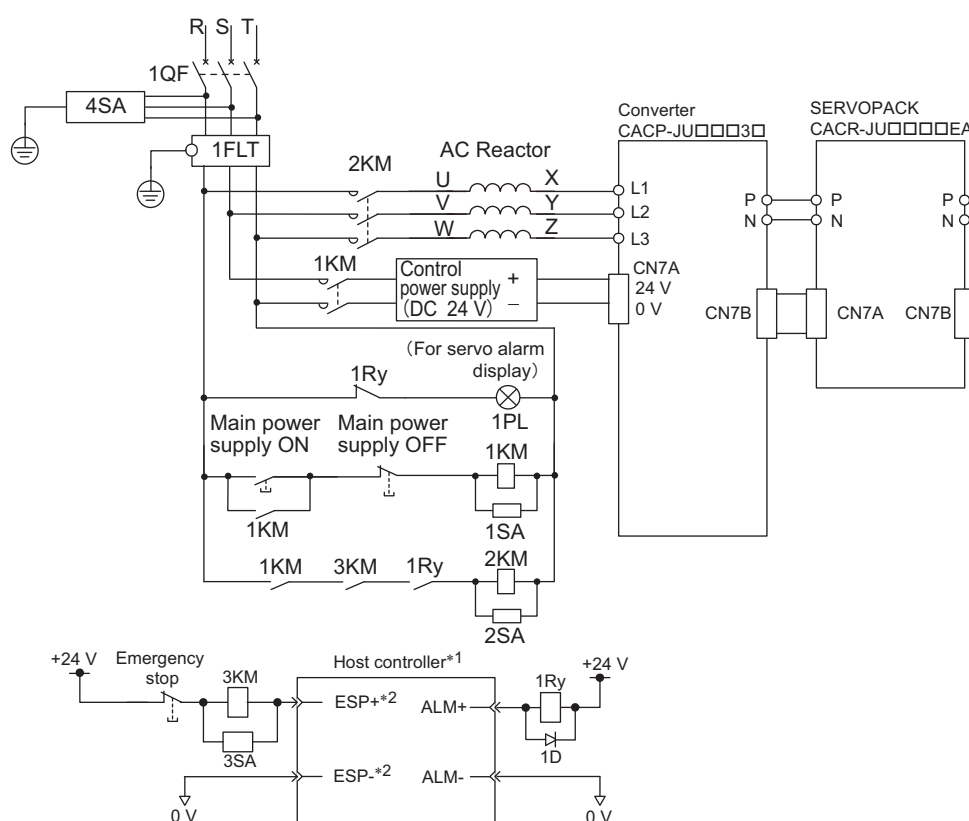 R S T
1QF
4SA
1FLT
2KM
AC Reactor
U X
V Y
W Z
Converter
CACP-JU□□□3□
SERVOPACK
CACR-JU□□□□EA
L1
L2
L3
P
N
P
N
P
N
1KM
Control
power supply
(DC 24 V)
+
−
CN7A
24 V
0 V
CN7B
CN7A
CN7B
(For servo alarm
display)
1Ry
1PL
Main power
supply ON
Main power
supply OFF
1KM
1KM
1SA
1KM
3KM
1Ry
2KM
2SA
+24 V
Emergency
stop
3KM
3SA
Host controller*1
ESP+*2
ALM+
ESP-*2
ALM-
1Ry
+24 V
1D
0 V
0 V